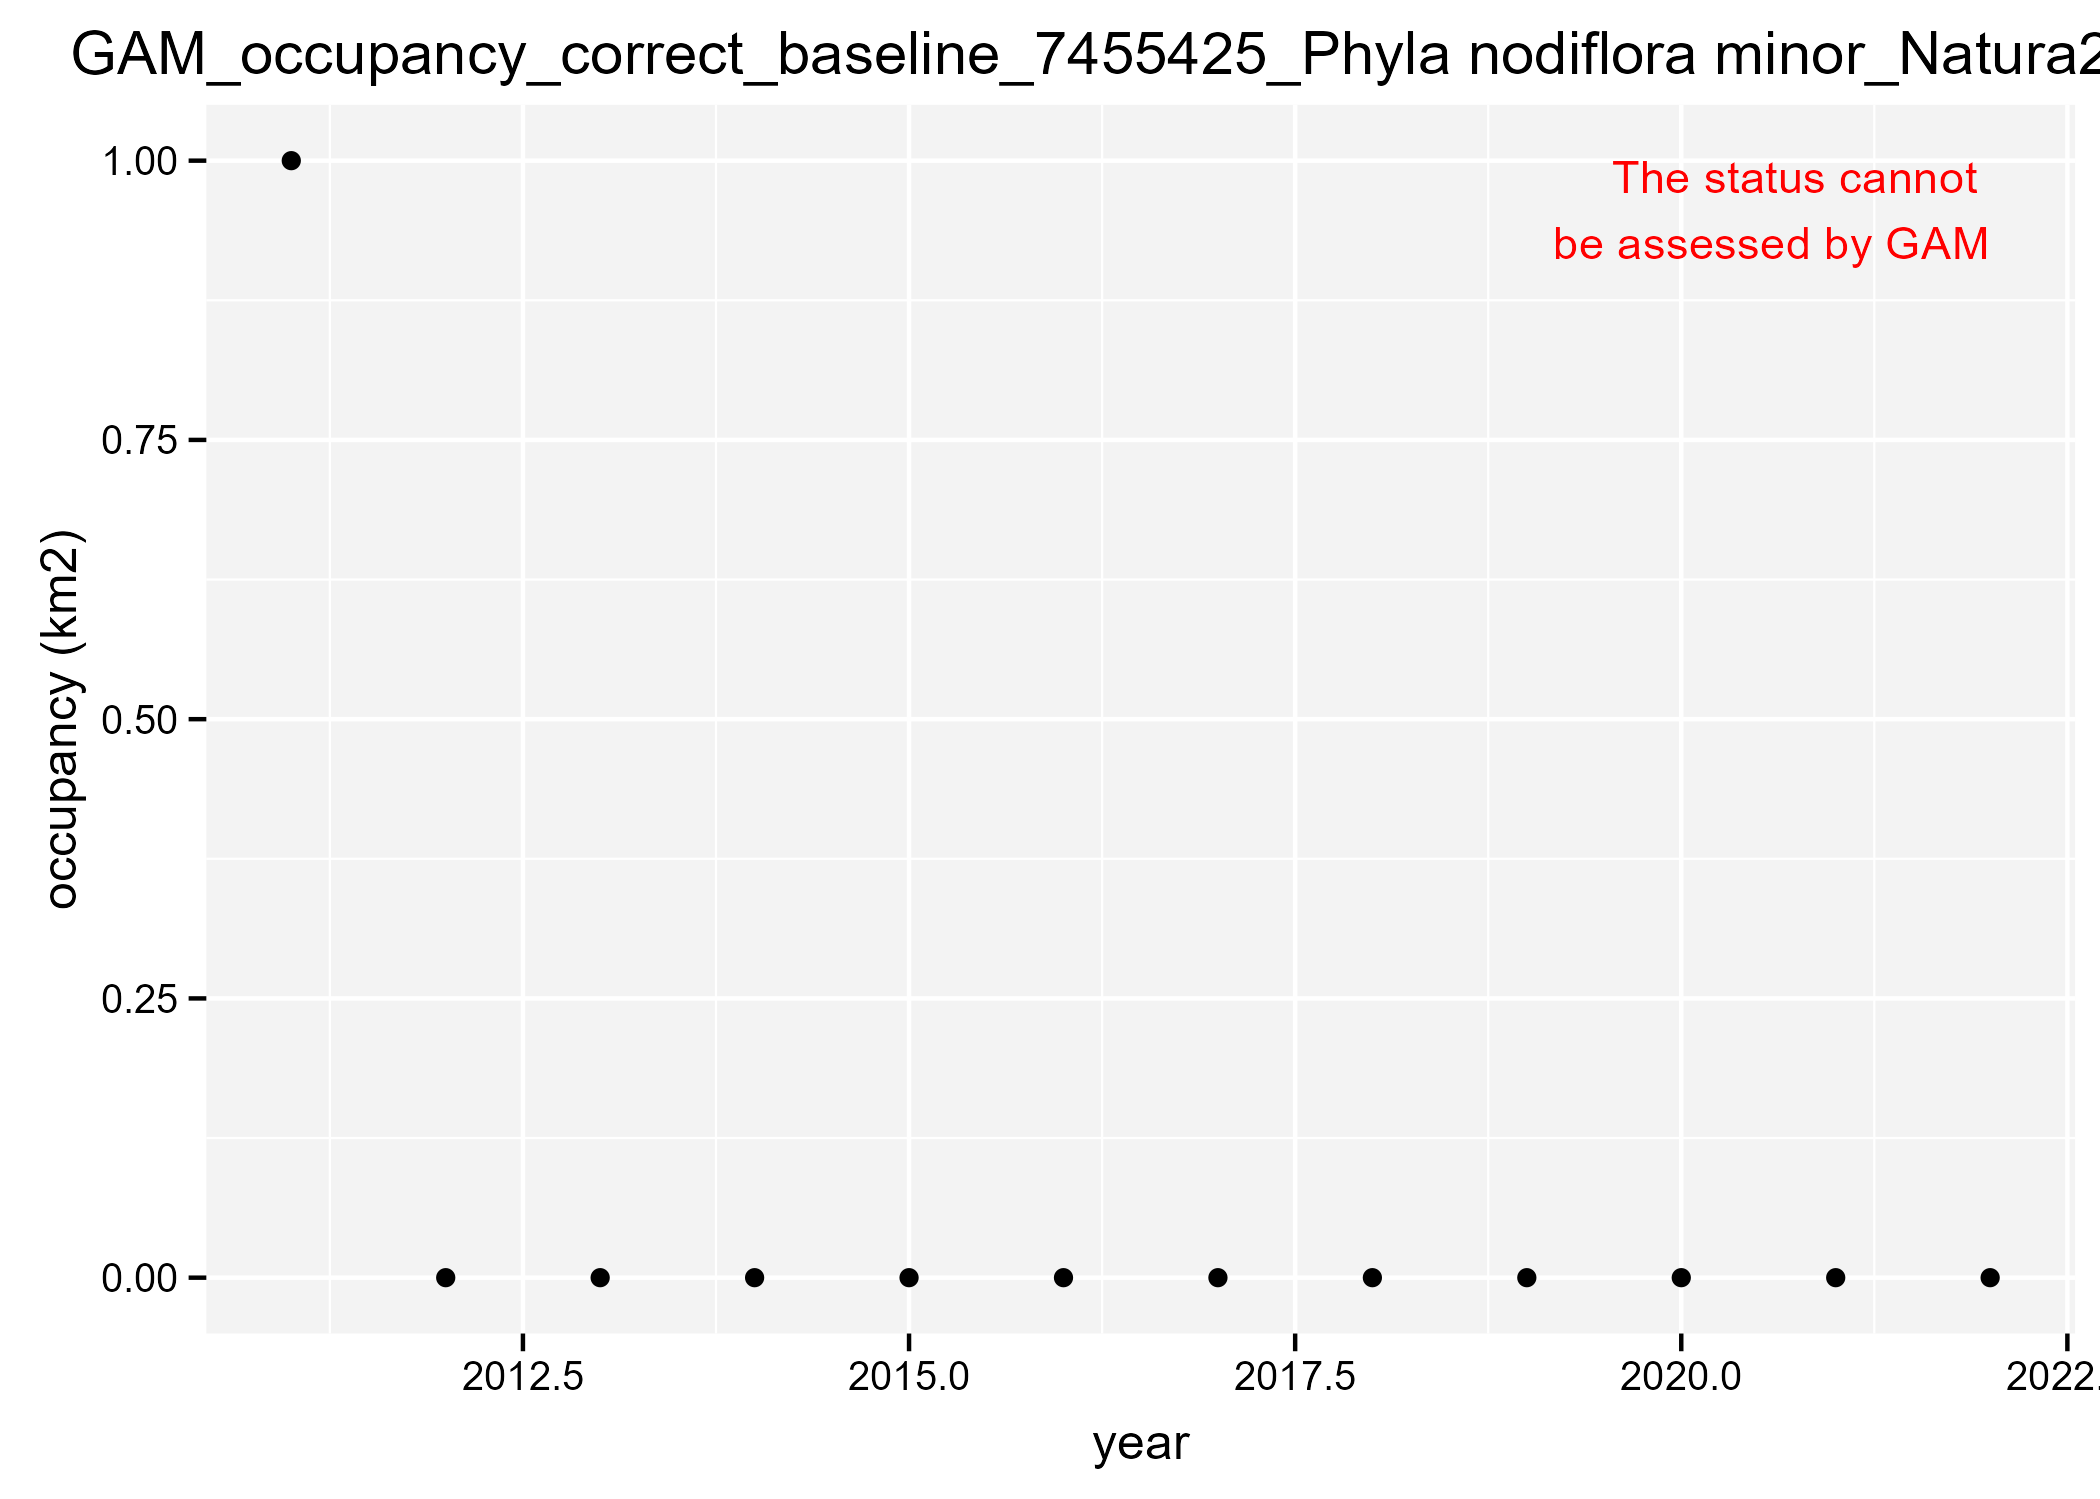 GAM_occupancy_correct_baseline_7455425_Phyla nodiflora minor_Natura2
The status cannot
be assessed by GAM
1.00
0.75
0.50
0.25
0.00
occupancy (km2)
2012.5 2015.0 2017.5 2020.0 2022.
year